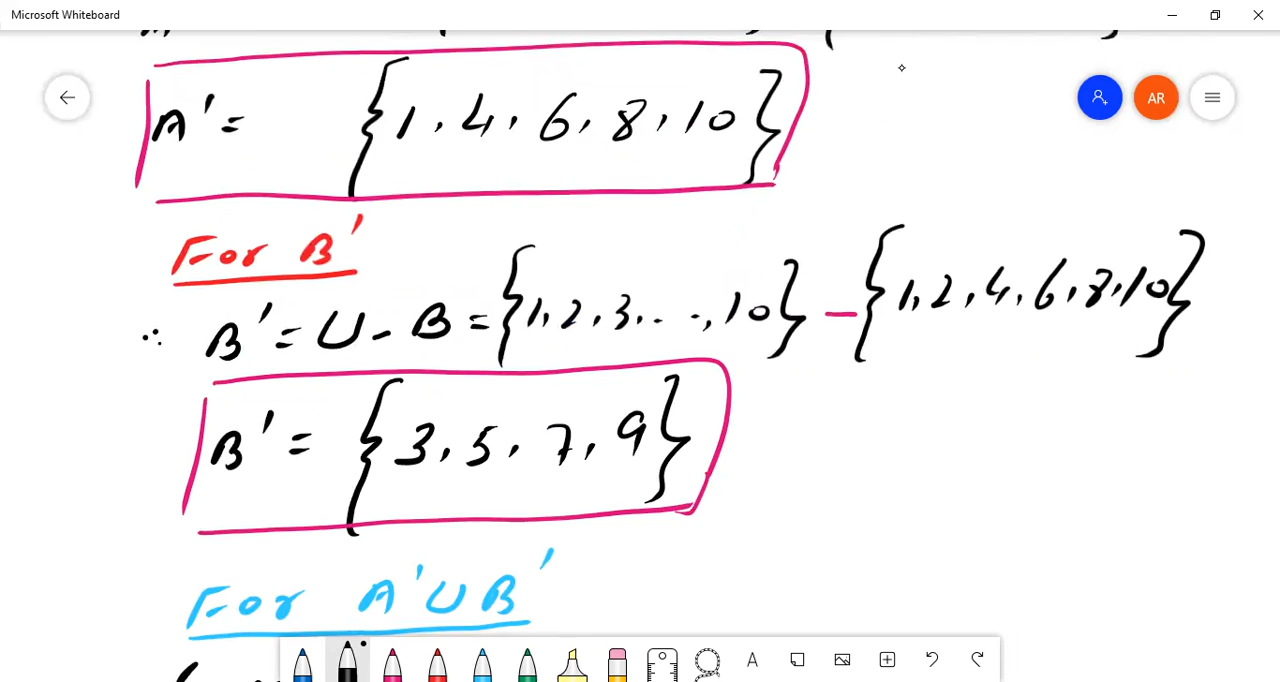 Microsoft Whiteboard
A' = {1, 4, 6, 8, 10}
AR
For B'
∴ B' = U - B = {1, 2, 3, . . ., 10} - {1, 2, 4, 6, 8, 10}
B' = {3, 5, 7, 9}
For A' U B'
A